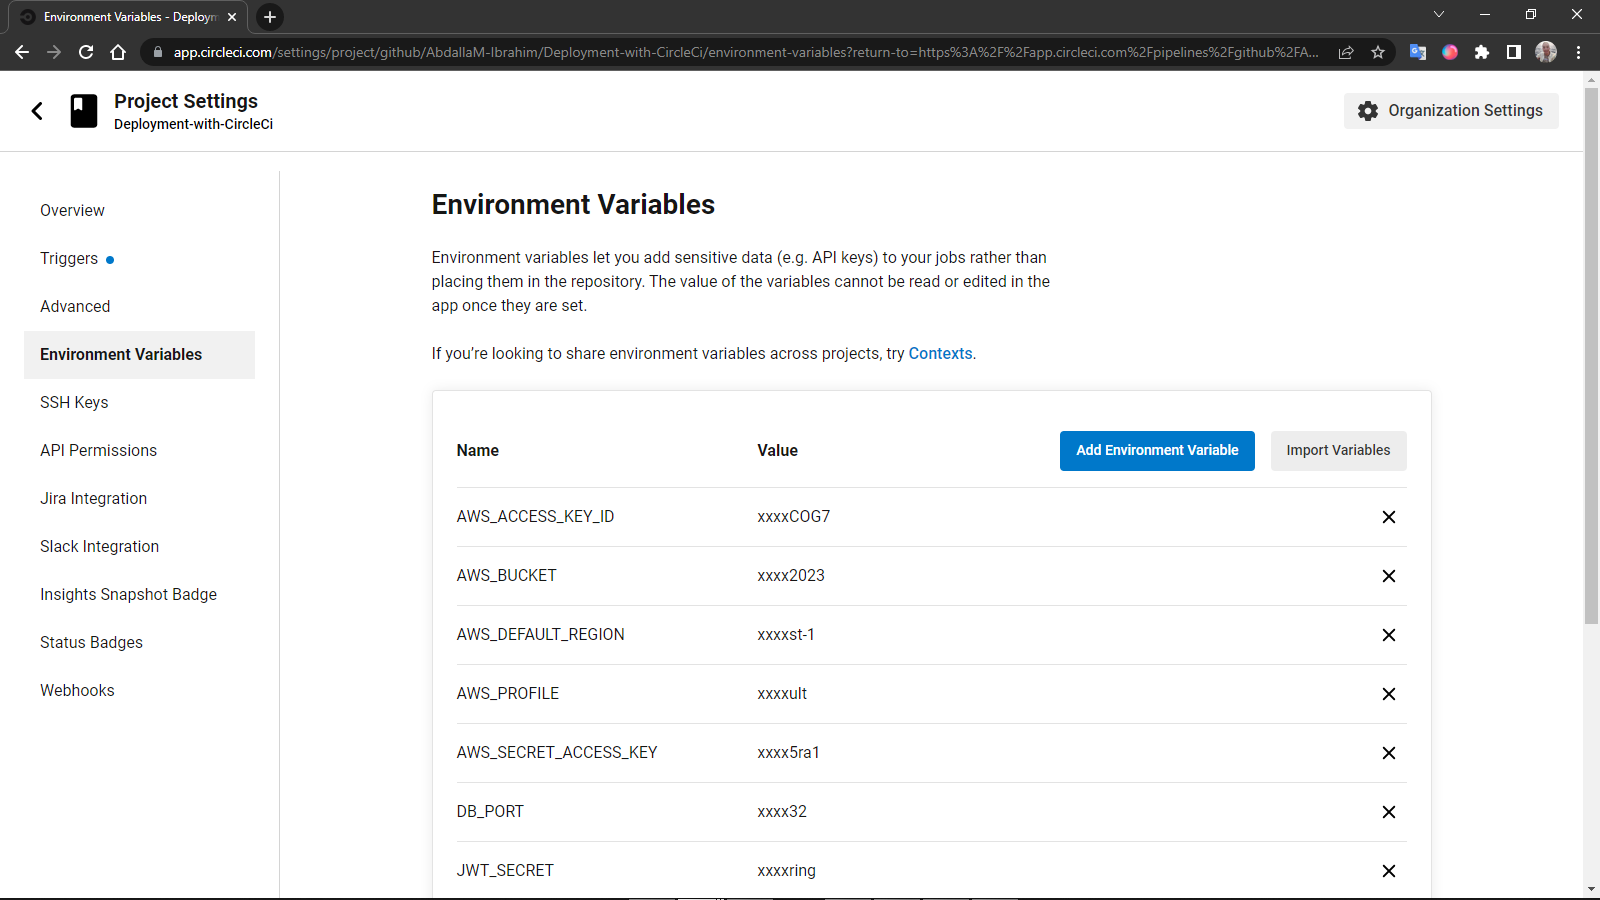 Environment Variables - Deploym
app.circleci.com/settings/project/github/AbdallaM-Ibrahim/Deployment-with-CircleCi/environment-variables?return-to=https%3A%2F%2Fapp.circleci.com%2Fpipelines%2Fgithub%2FA...
Project Settings
Deployment-with-CircleCi
Organization Settings
Overview
Triggers
Advanced
Environment Variables
SSH Keys
API Permissions
Jira Integration
Slack Integration
Insights Snapshot Badge
Status Badges
Webhooks
Environment Variables
Environment variables let you add sensitive data (e.g. API keys) to your jobs rather than
placing them in the repository. The value of the variables cannot be read or edited in the
app once they are set.
If you’re looking to share environment variables across projects, try Contexts.
Name Value Add Environment Variable Import Variables
AWS_ACCESS_KEY_ID xxxxCOG7
AWS_BUCKET xxxx2023
AWS_DEFAULT_REGION xxxxst-1
AWS_PROFILE xxxxult
AWS_SECRET_ACCESS_KEY xxxx5ra1
DB_PORT xxxx32
JWT_SECRET xxxxring